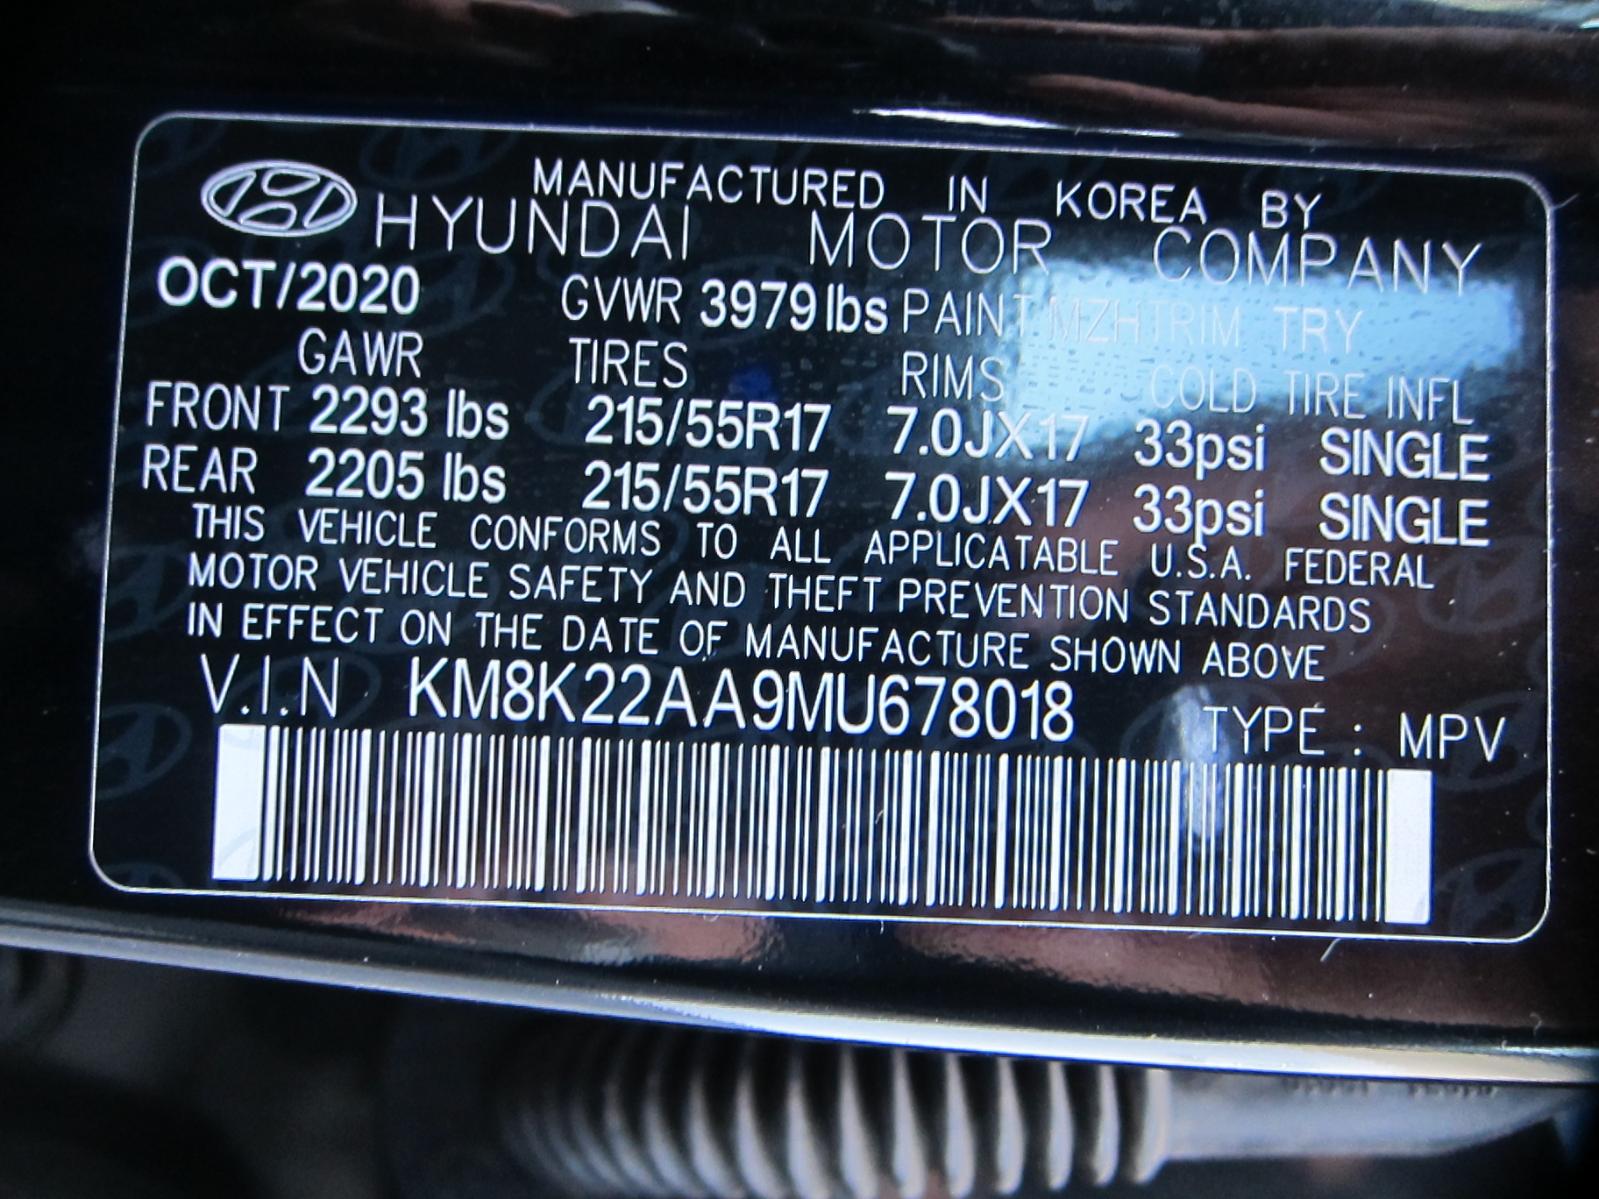 MANUFACTURED IN KOREA BY
HYUNDAI MOTOR COMPANY
OCT/2020 GVWR 3979 lbs PAINT MZH TRIM TRY
GAWR TIRES RIMS COLD TIRE INFL
FRONT 2293 lbs 215/55R17 7.0JX17 33psi SINGLE
REAR 2205 lbs 215/55R17 7.0JX17 33psi SINGLE
THIS VEHICLE CONFORMS TO ALL APPLICATABLE U.S.A. FEDERAL
MOTOR VEHICLE SAFETY AND THEFT PREVENTION STANDARDS
IN EFFECT ON THE DATE OF MANUFACTURE SHOWN ABOVE
V.I.N KM8K22AA9MU678018 TYPE : MPV